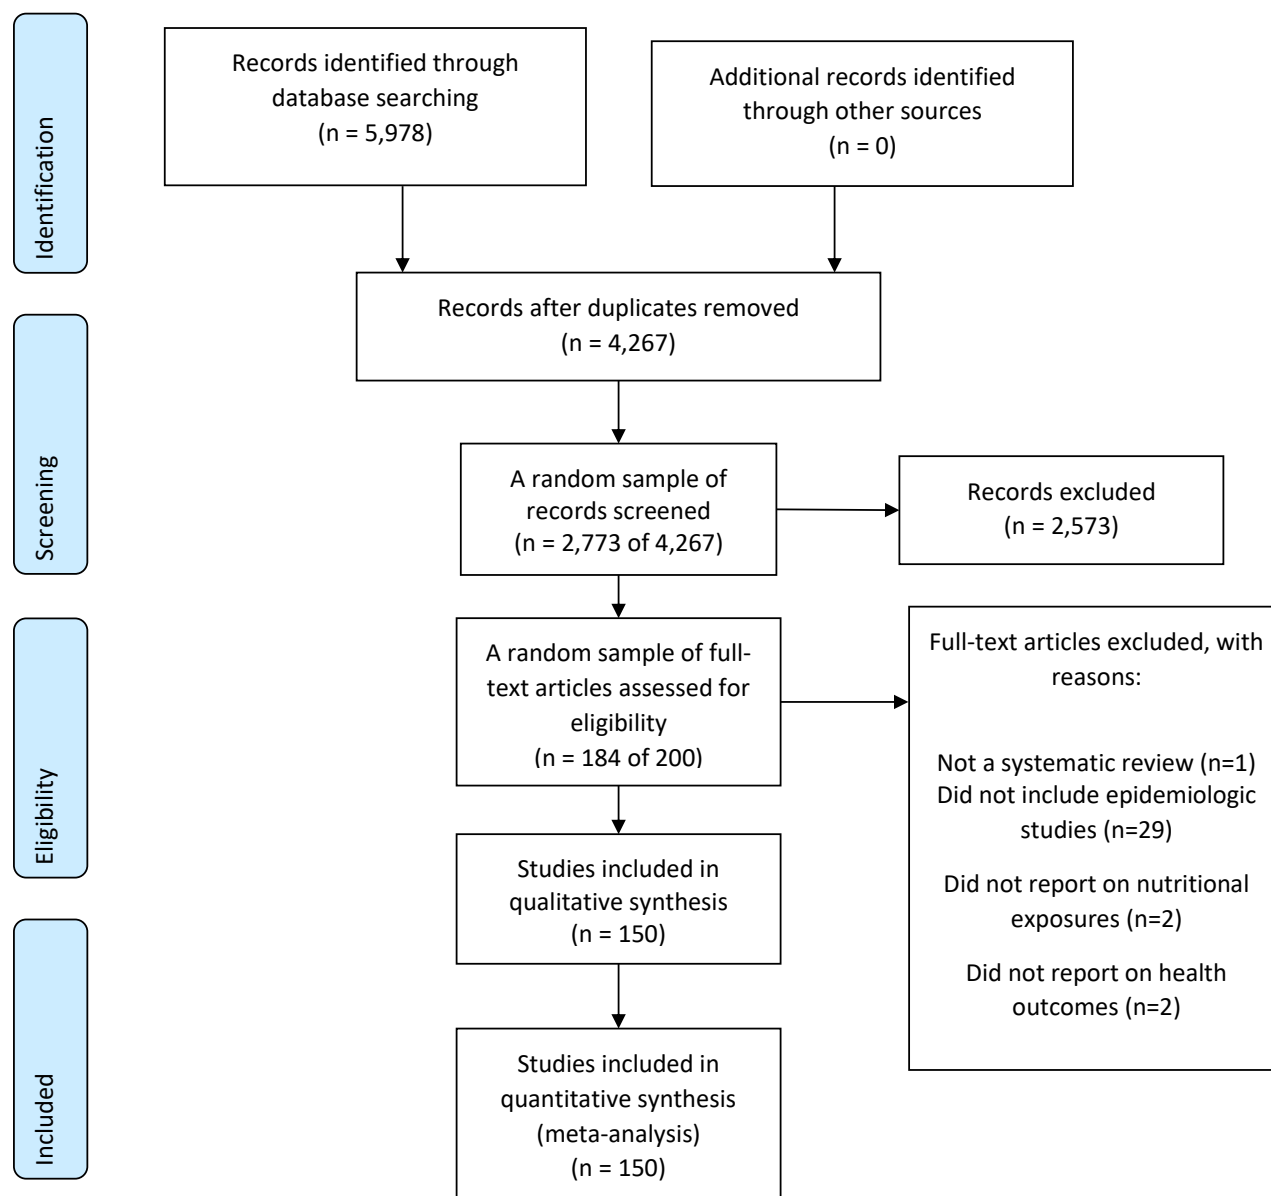 Identification
Records identified through
database searching
(n = 5,978)
Additional records identified
through other sources
(n = 0)
Records after duplicates removed
(n = 4,267)
Screening
A random sample of
records screened
(n = 2,773 of 4,267)
Records excluded
(n = 2,573)
Eligibility
A random sample of full-
text articles assessed for
eligibility
(n = 184 of 200)
Full-text articles excluded, with
reasons:
Not a systematic review (n=1)
Did not include epidemiologic
studies (n=29)
Did not report on nutritional
exposures (n=2)
Did not report on health
outcomes (n=2)
Studies included in
qualitative synthesis
(n = 150)
Included
Studies included in
quantitative synthesis
(meta-analysis)
(n = 150)